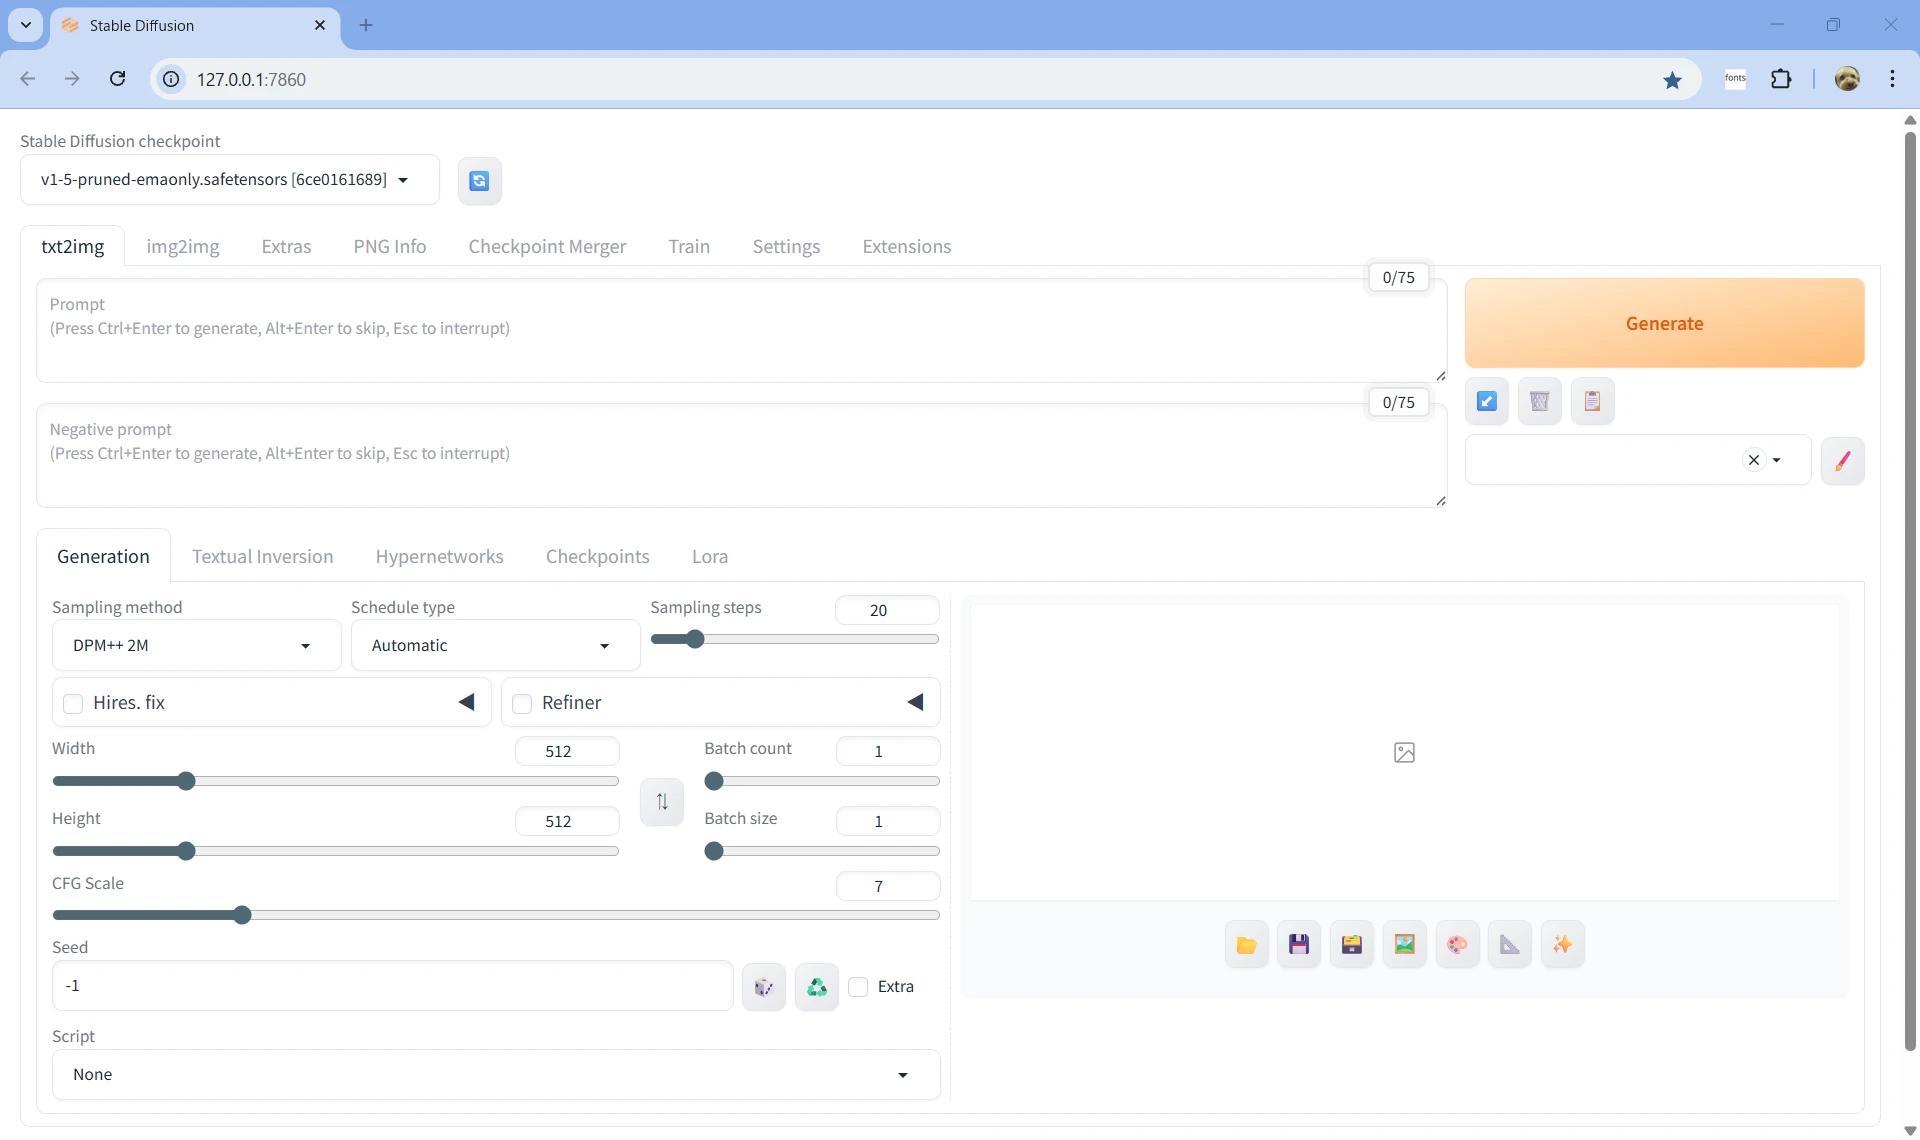 Stable Diffusion
127.0.0.1:7860
fonts
Stable Diffusion checkpoint
v1-5-pruned-emaonly.safetensors [6ce0161689]
txt2img img2img Extras PNG Info Checkpoint Merger Train Settings Extensions
0/75
Prompt
(Press Ctrl+Enter to generate, Alt+Enter to skip, Esc to interrupt)
Generate
0/75
Negative prompt
(Press Ctrl+Enter to generate, Alt+Enter to skip, Esc to interrupt)
Generation Textual Inversion Hypernetworks Checkpoints Lora
Sampling method Schedule type Sampling steps 20
DPM++ 2M Automatic
Hires. fix Refiner
Width 512 Batch count 1
Height 512 Batch size 1
CFG Scale 7
Seed
-1 Extra
Script
None